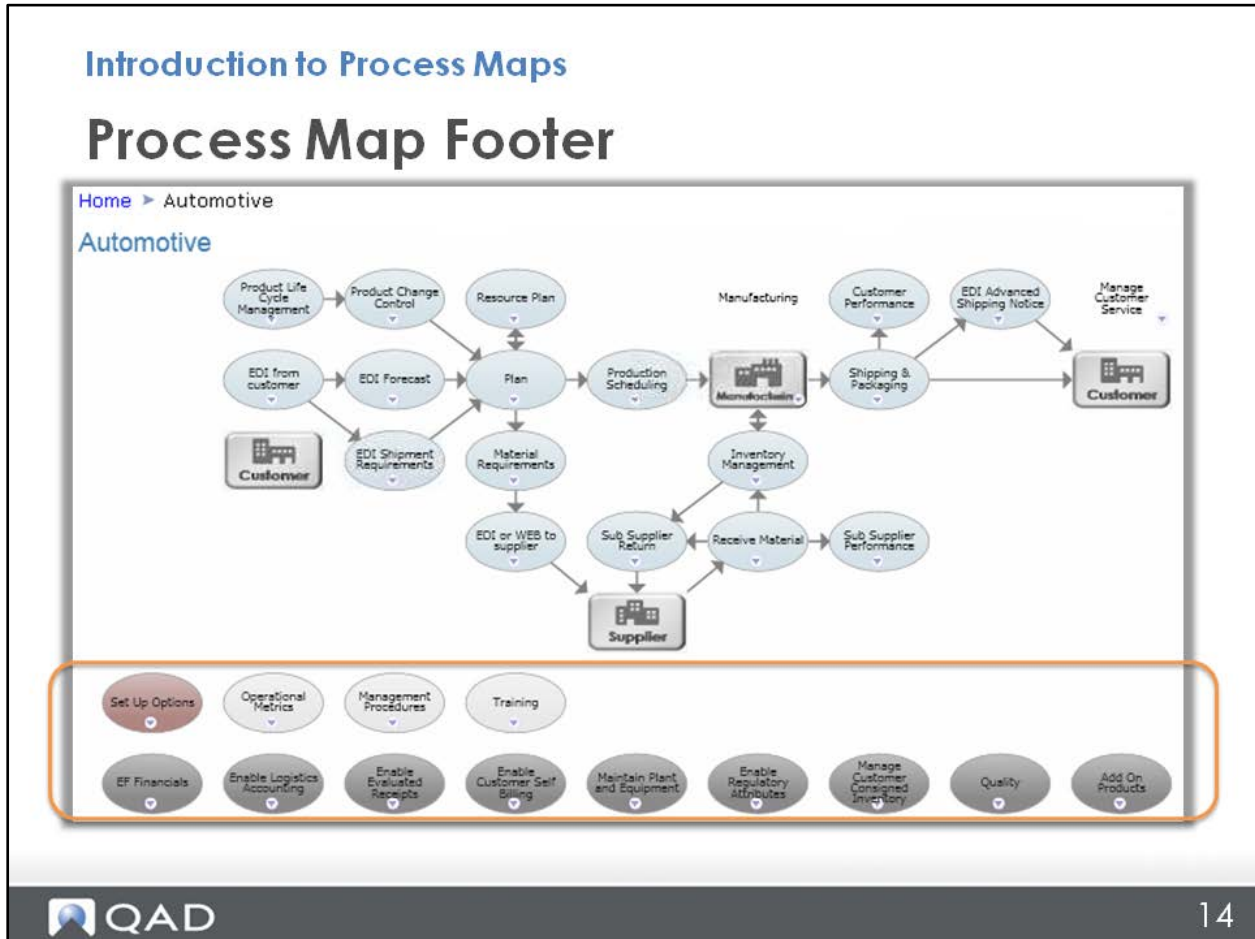 Introduction to Process Maps
Process Map Footer
Home ➤ Automotive
Automotive
Product Life
Cycle
Management
Product Change
Control
Resource Plan
Manufacturing
Customer
Performance
EDI Advanced
Shipping Notice
Manage
Customer
Service
EDI from
customer
EDI Forecast
Plan
Production
Scheduling
Shipping &
Packaging
Customer
Customer
EDI Shipment
Requirements
Material
Requirements
Inventory
Management
EDI or WEB to
supplier
Sub Supplier
Return
Receive Material
Sub Supplier
Performance
Supplier
Set Up Options
Operational
Metrics
Management
Procedures
Training
EF Financials
Enable Logistics
Accounting
Enable
Evaluated
Receipts
Enable
Customer Self
Billing
Maintain Plant
and Equipment
Enable
Regulatory
Attributes
Manage
Customer
Consigned
Inventory
Quality
Add On
Products
QAD
14